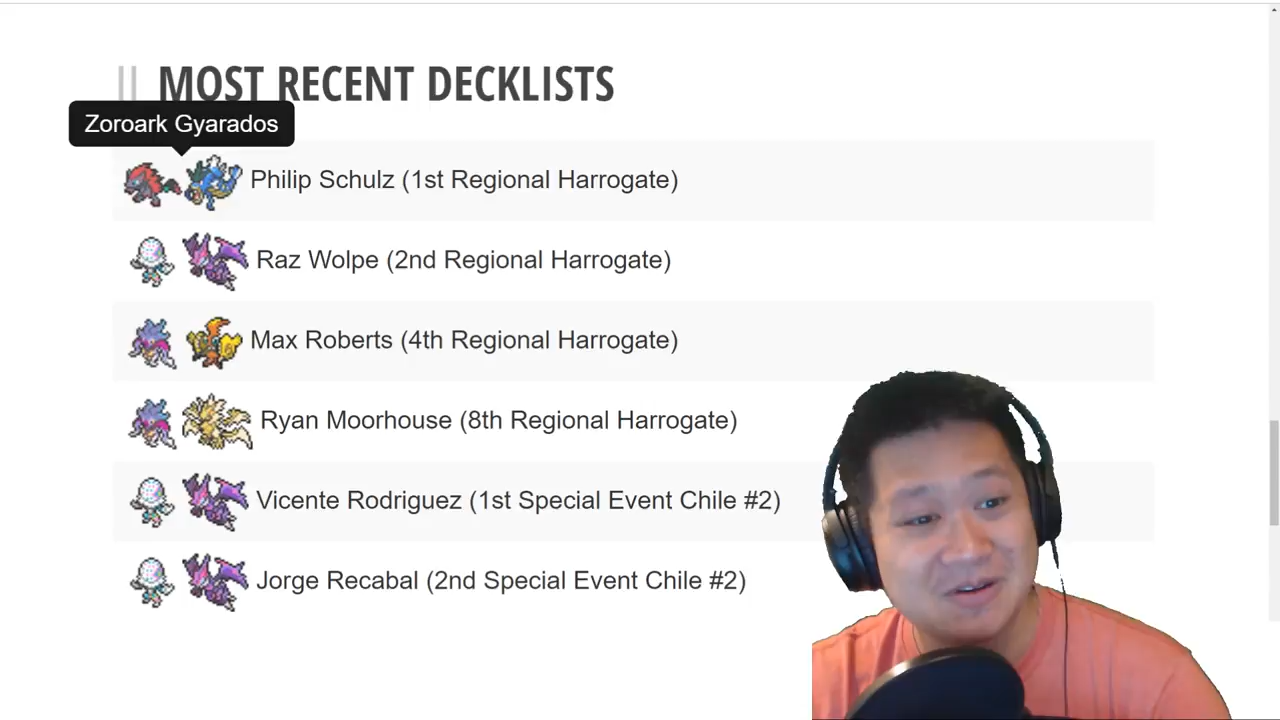 MOST RECENT DECKLISTS
Zoroark Gyarados
Philip Schulz (1st Regional Harrogate)
Raz Wolpe (2nd Regional Harrogate)
Max Roberts (4th Regional Harrogate)
Ryan Moorhouse (8th Regional Harrogate)
Vicente Rodriguez (1st Special Event Chile #2)
Jorge Recabal (2nd Special Event Chile #2)